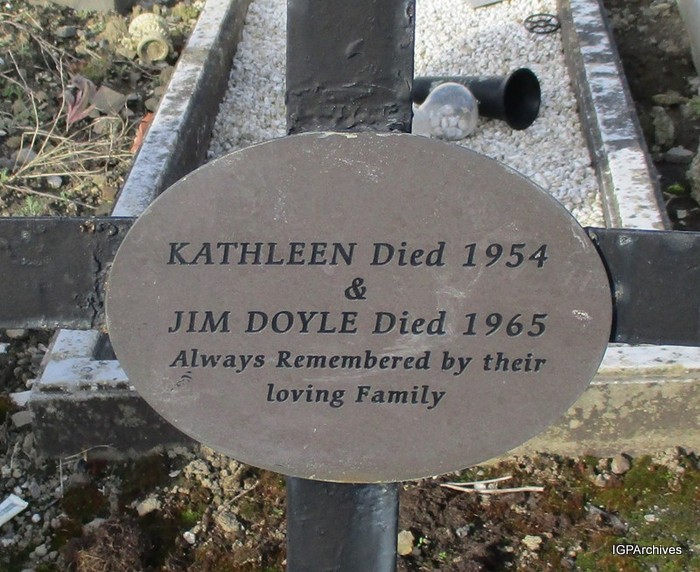 KATHLEEN Died 1954
&
JIM DOYLE Died 1965
Always Remembered by their
loving Family
IGPArchives